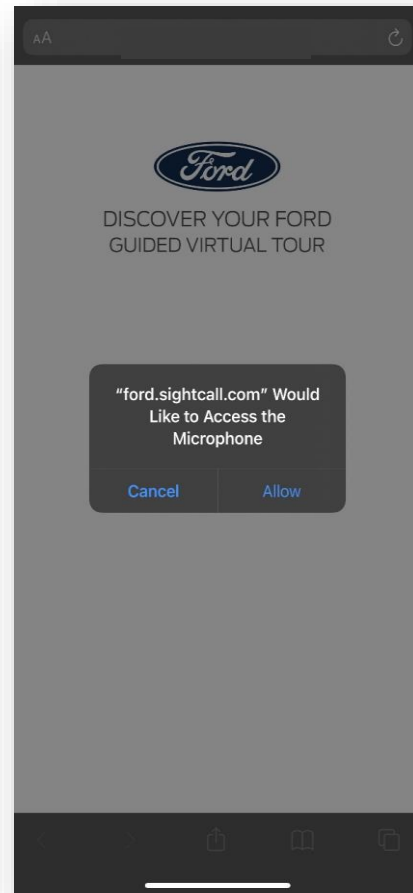 AA
Ford
DISCOVER YOUR FORD
GUIDED VIRTUAL TOUR
“ford.sightcall.com” Would
Like to Access the
Microphone
Cancel Allow